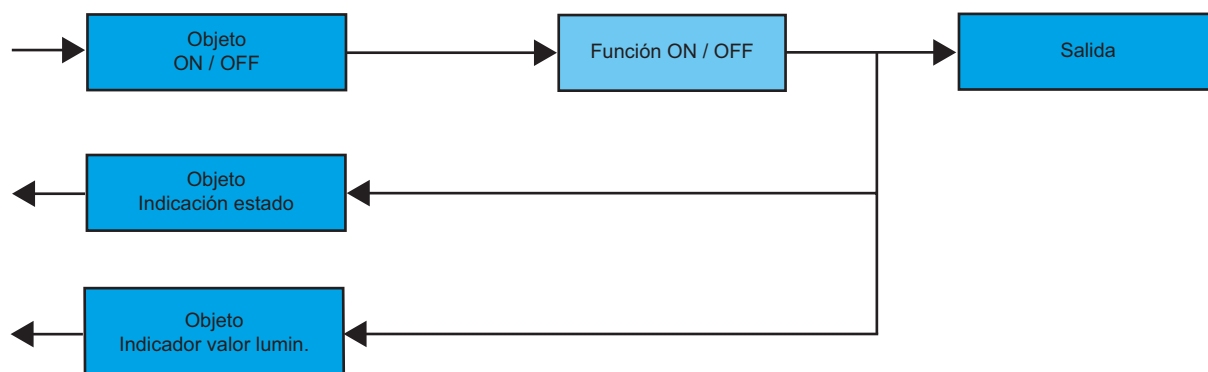 Objeto
ON / OFF
Función ON / OFF
Salida
Objeto
Indicación estado
Objeto
Indicador valor lumin.